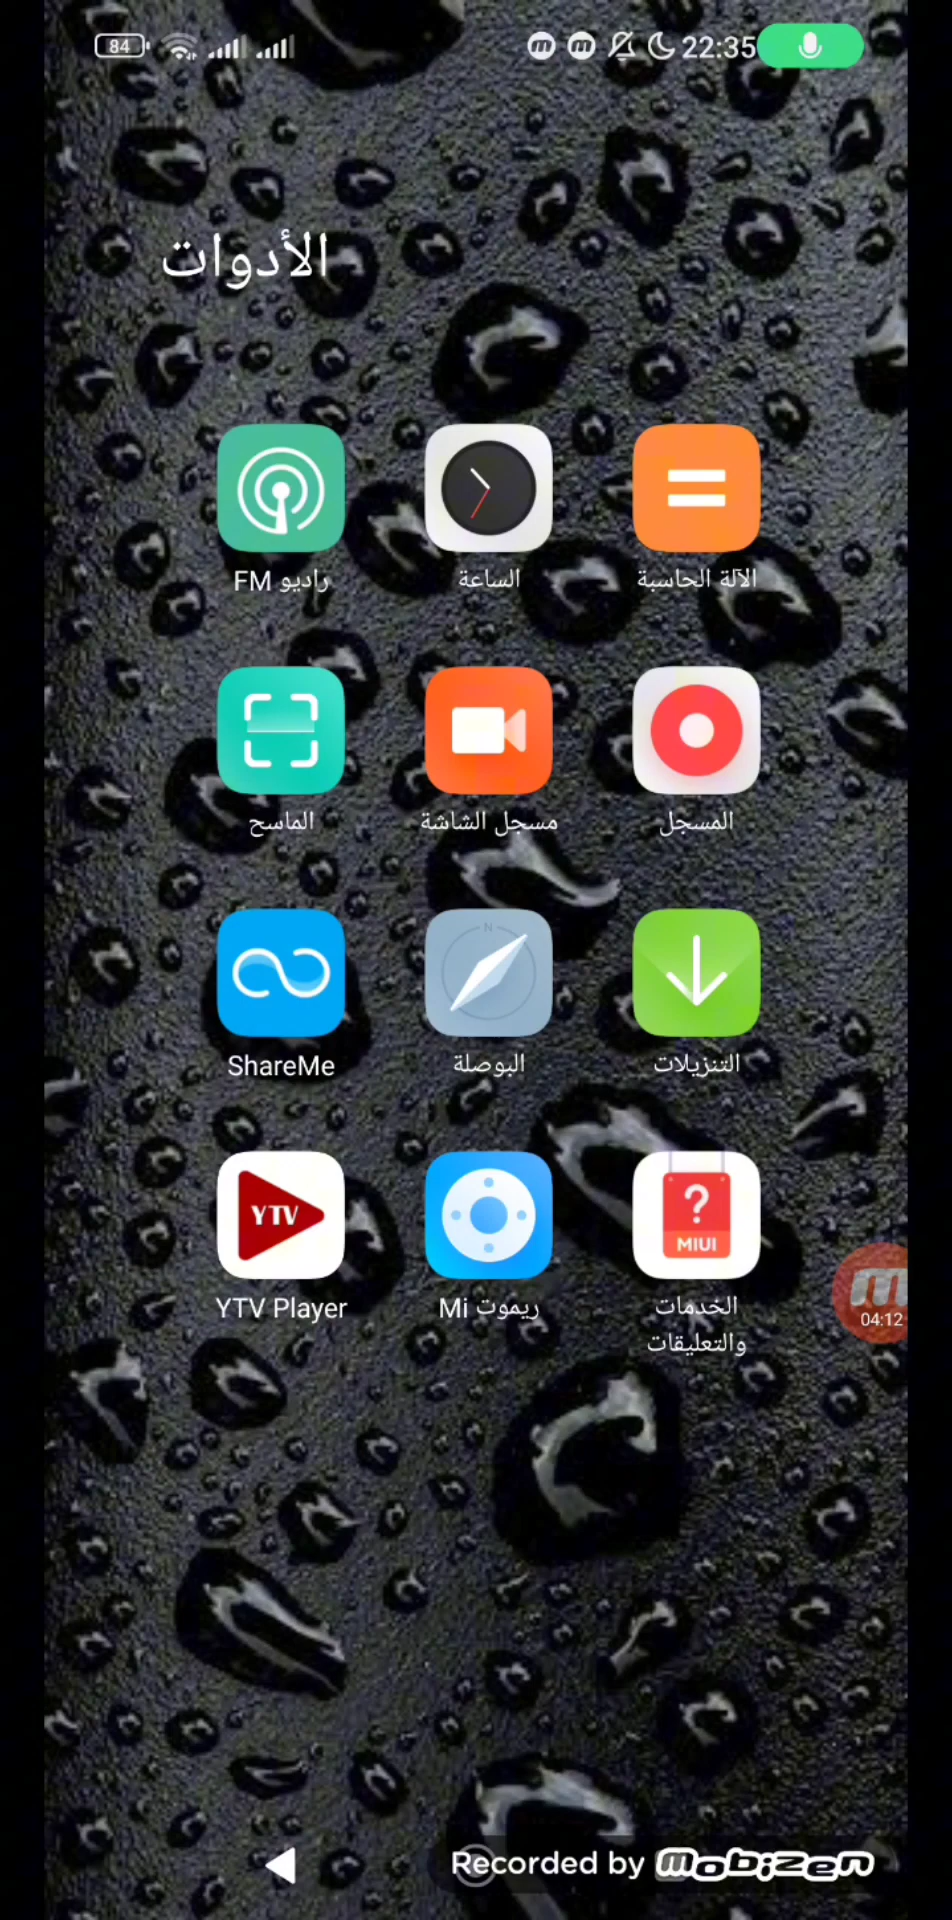 84
22:35
الأدوات
الآلة الحاسبة
الساعة
راديو FM
المسجل
مسجل الشاشة
الماسح
N
التنزيلات
البوصلة
ShareMe
?
MIUI
YTV
الخدمات
والتعليقات
ريموت Mi
YTV Player
04:12
Recorded by mobizen